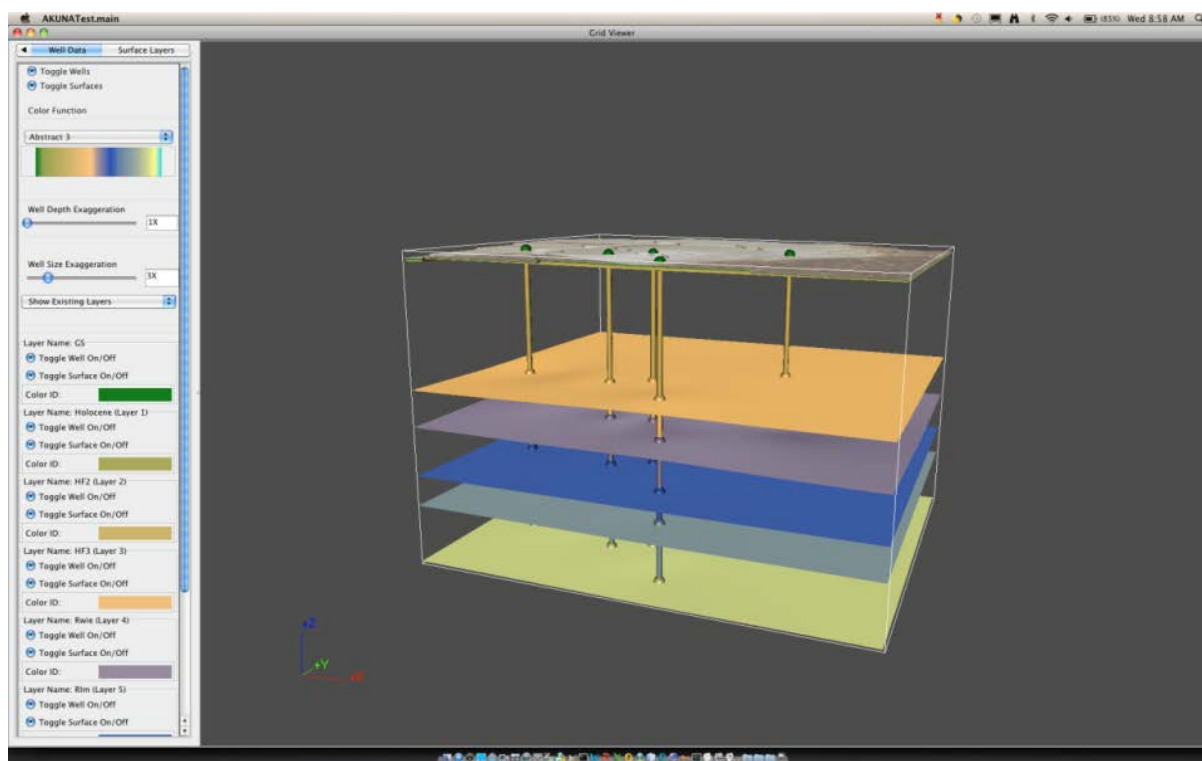 AKUNATest.main
(85%) Wed 8:58 AM
Grid Viewer
Well Data Surface Layers
Toggle Wells
Toggle Surfaces
Color Function
Abstract 3
Well Depth Exaggeration
1X
Well Size Exaggeration
3X
Show Existing Layers
Layer Name: GS
Toggle Well On/Off
Toggle Surface On/Off
Color ID:
Layer Name: Holocene (Layer 1)
Toggle Well On/Off
Toggle Surface On/Off
Color ID:
Layer Name: HF2 (Layer 2)
Toggle Well On/Off
Toggle Surface On/Off
Color ID:
Layer Name: HF3 (Layer 3)
Toggle Well On/Off
Toggle Surface On/Off
Color ID:
Layer Name: Rwie (Layer 4)
Toggle Well On/Off
Toggle Surface On/Off
Color ID:
Layer Name: Rlm (Layer 5)
Toggle Well On/Off
Toggle Surface On/Off
+Z
+Y
+X